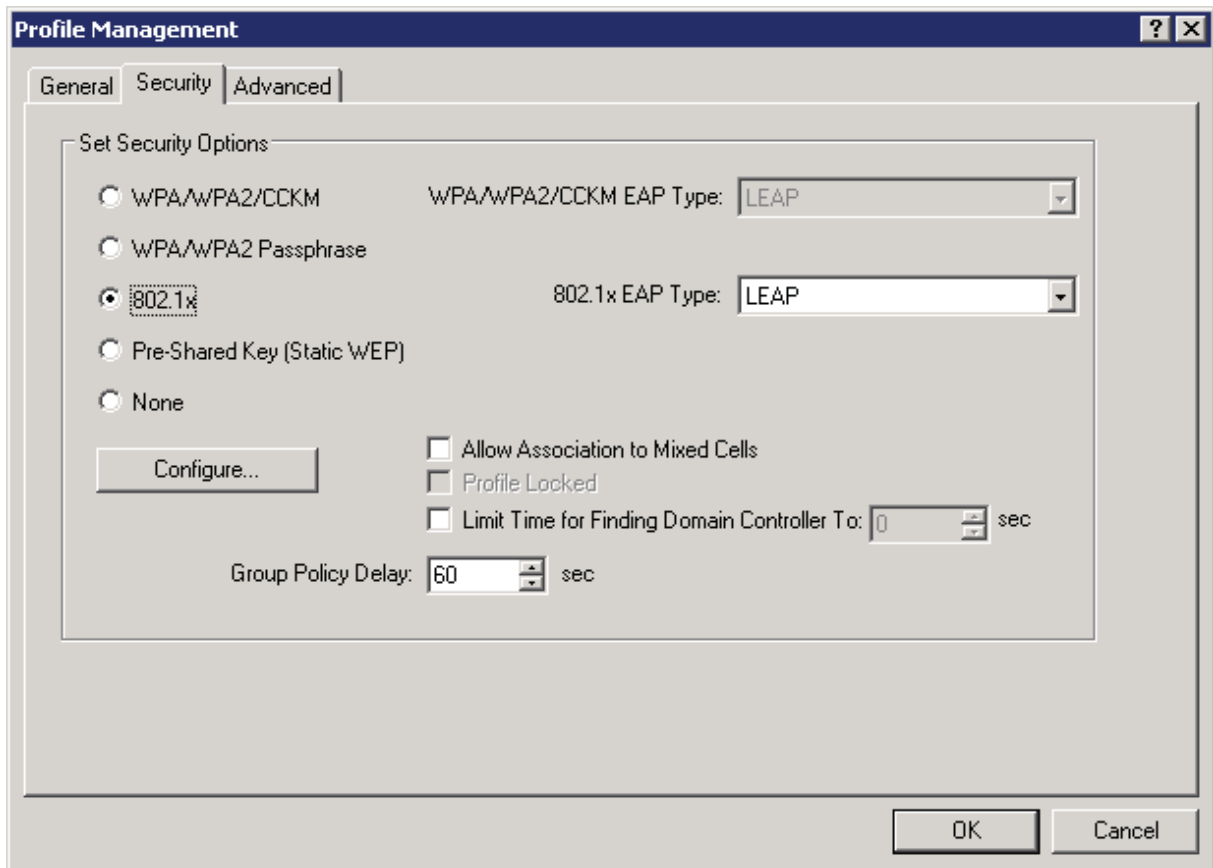 Profile Management
General Security Advanced
Set Security Options
WPA/WPA2/CCKM WPA/WPA2/CCKM EAP Type: LEAP
WPA/WPA2 Passphrase
802.1x 802.1x EAP Type: LEAP
Pre-Shared Key (Static WEP)
None
Configure... Allow Association to Mixed Cells
Profile Locked
Limit Time for Finding Domain Controller To: 0 sec
Group Policy Delay: 60 sec
OK Cancel